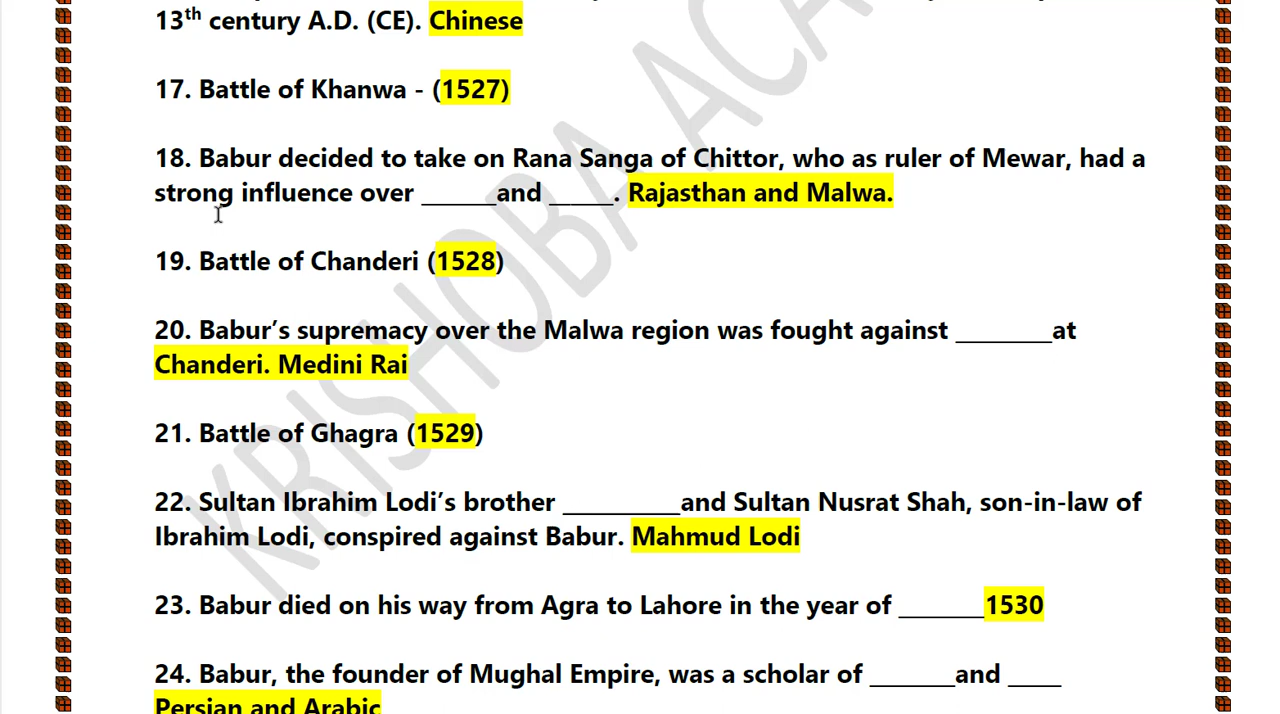 13th century A.D. (CE). Chinese
17. Battle of Khanwa - (1527)
18. Babur decided to take on Rana Sanga of Chittor, who as ruler of Mewar, had a
strong influence over ______and _____. Rajasthan and Malwa.
19. Battle of Chanderi (1528)
20. Babur’s supremacy over the Malwa region was fought against ________at
Chanderi. Medini Rai
21. Battle of Ghagra (1529)
22. Sultan Ibrahim Lodi’s brother __________and Sultan Nusrat Shah, son-in-law of
Ibrahim Lodi, conspired against Babur. Mahmud Lodi
23. Babur died on his way from Agra to Lahore in the year of _______1530
24. Babur, the founder of Mughal Empire, was a scholar of _______and ____
Persian and Arabic
KRISHOBA ACA